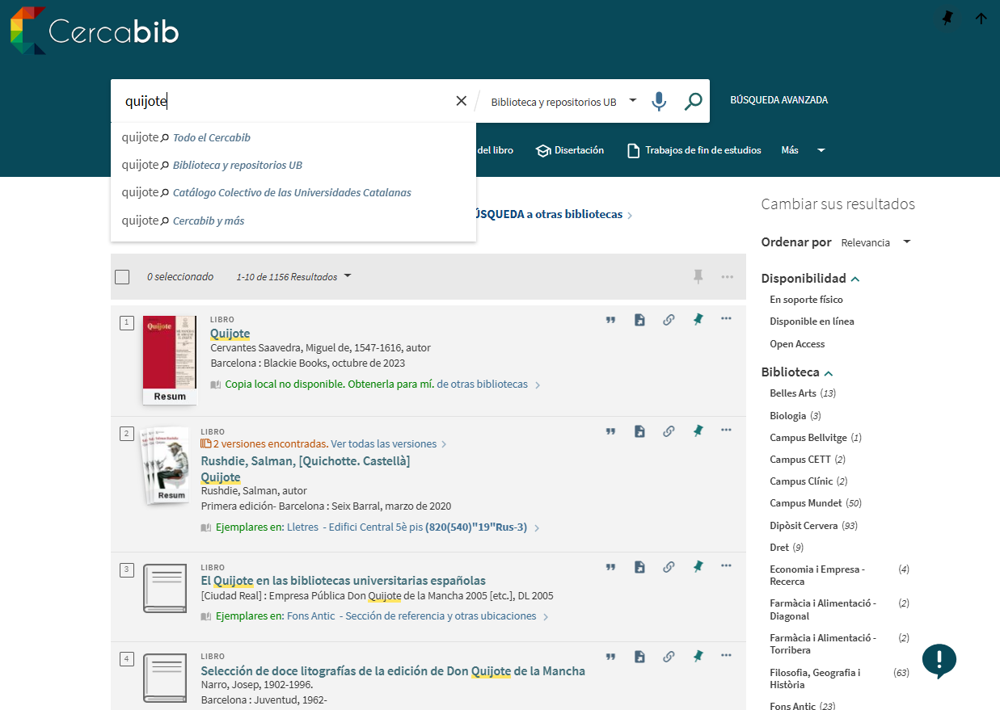 Cercabib
quijote
Biblioteca y repositorios UB
BÚSQUEDA AVANZADA
quijote Todo el Cercabib
quijote Biblioteca y repositorios UB
quijote Catálogo Colectivo de las Universidades Catalanas
quijote Cercabib y más
del libro
Disertación
Trabajos de fin de estudios
Más
ÚSQUEDA a otras bibliotecas
0 seleccionado
1-10 de 1156 Resultados
1
LIBRO
Quijote
Cervantes Saavedra, Miguel de, 1547-1616, autor
Barcelona : Blackie Books, octubre de 2023
Copia local no disponible. Obtenerla para mí. de otras bibliotecas
Quijote
Resum
2
LIBRO
2 versiones encontradas. Ver todas las versiones
Rushdie, Salman, [Quichotte. Castellà]
Quijote
Rushdie, Salman, autor
Primera edición- Barcelona : Seix Barral, marzo de 2020
Ejemplares en: Lletres - Edifici Central 5è pis (820(540)"19"Rus-3)
Resum
3
LIBRO
El Quijote en las bibliotecas universitarias españolas
[Ciudad Real] : Empresa Pública Don Quijote de la Mancha 2005 [etc.], DL 2005
Ejemplares en: Fons Antic - Sección de referencia y otras ubicaciones
4
LIBRO
Selección de doce litografías de la edición de Don Quijote de la Mancha
Narro, Josep, 1902-1996.
Barcelona : Juventud, 1962-
Cambiar sus resultados
Ordenar por Relevancia
Disponibilidad
En soporte físico
Disponible en línea
Open Access
Biblioteca
Belles Arts (13)
Biologia (3)
Campus Bellvitge (1)
Campus CETT (2)
Campus Clínic (2)
Campus Mundet (50)
Dipòsit Cervera (93)
Dret (9)
Economia i Empresa - (4)
Recerca
Farmàcia i Alimentació - (2)
Diagonal
Farmàcia i Alimentació - (2)
Torribera
Filosofia, Geografia i (63)
Història
Fons Antic (23)